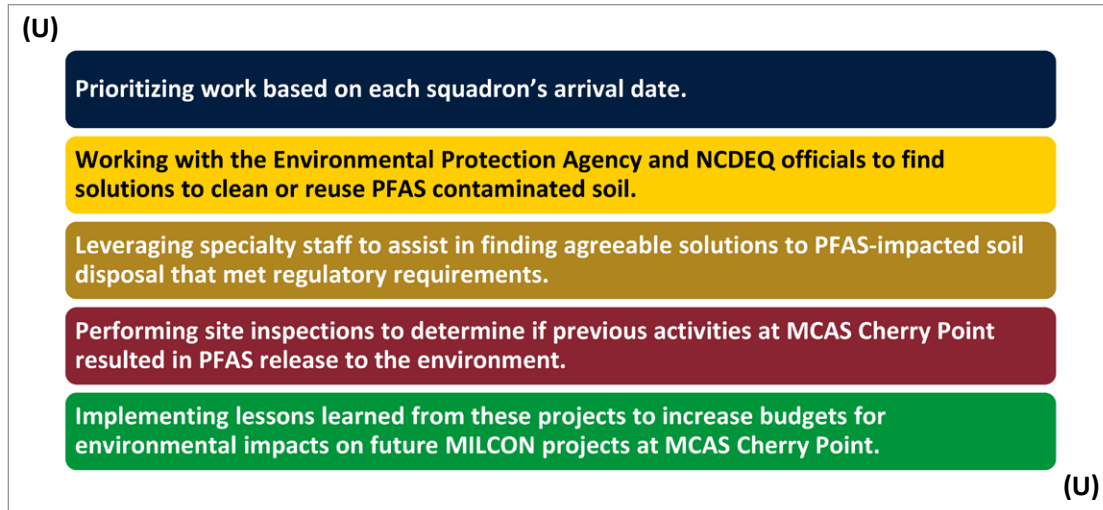 (U)
Prioritizing work based on each squadron’s arrival date.
Working with the Environmental Protection Agency and NCDEQ officials to find
solutions to clean or reuse PFAS contaminated soil.
Leveraging specialty staff to assist in finding agreeable solutions to PFAS-impacted soil
disposal that met regulatory requirements.
Performing site inspections to determine if previous activities at MCAS Cherry Point
resulted in PFAS release to the environment.
Implementing lessons learned from these projects to increase budgets for
environmental impacts on future MILCON projects at MCAS Cherry Point.
(U)